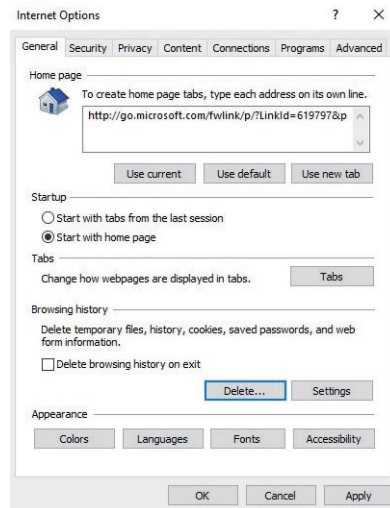 Internet Options ? ×
General Security Privacy Content Connections Programs Advanced
Home page
To create home page tabs, type each address on its own line.
http://go.microsoft.com/fwlink/p/?LinkId=619797&p
Use current Use default Use new tab
Startup
Start with tabs from the last session
Start with home page
Tabs
Change how webpages are displayed in tabs. Tabs
Browsing history
Delete temporary files, history, cookies, saved passwords, and web
form information.
Delete browsing history on exit
Delete... Settings
Appearance
Colors Languages Fonts Accessibility
OK Cancel Apply